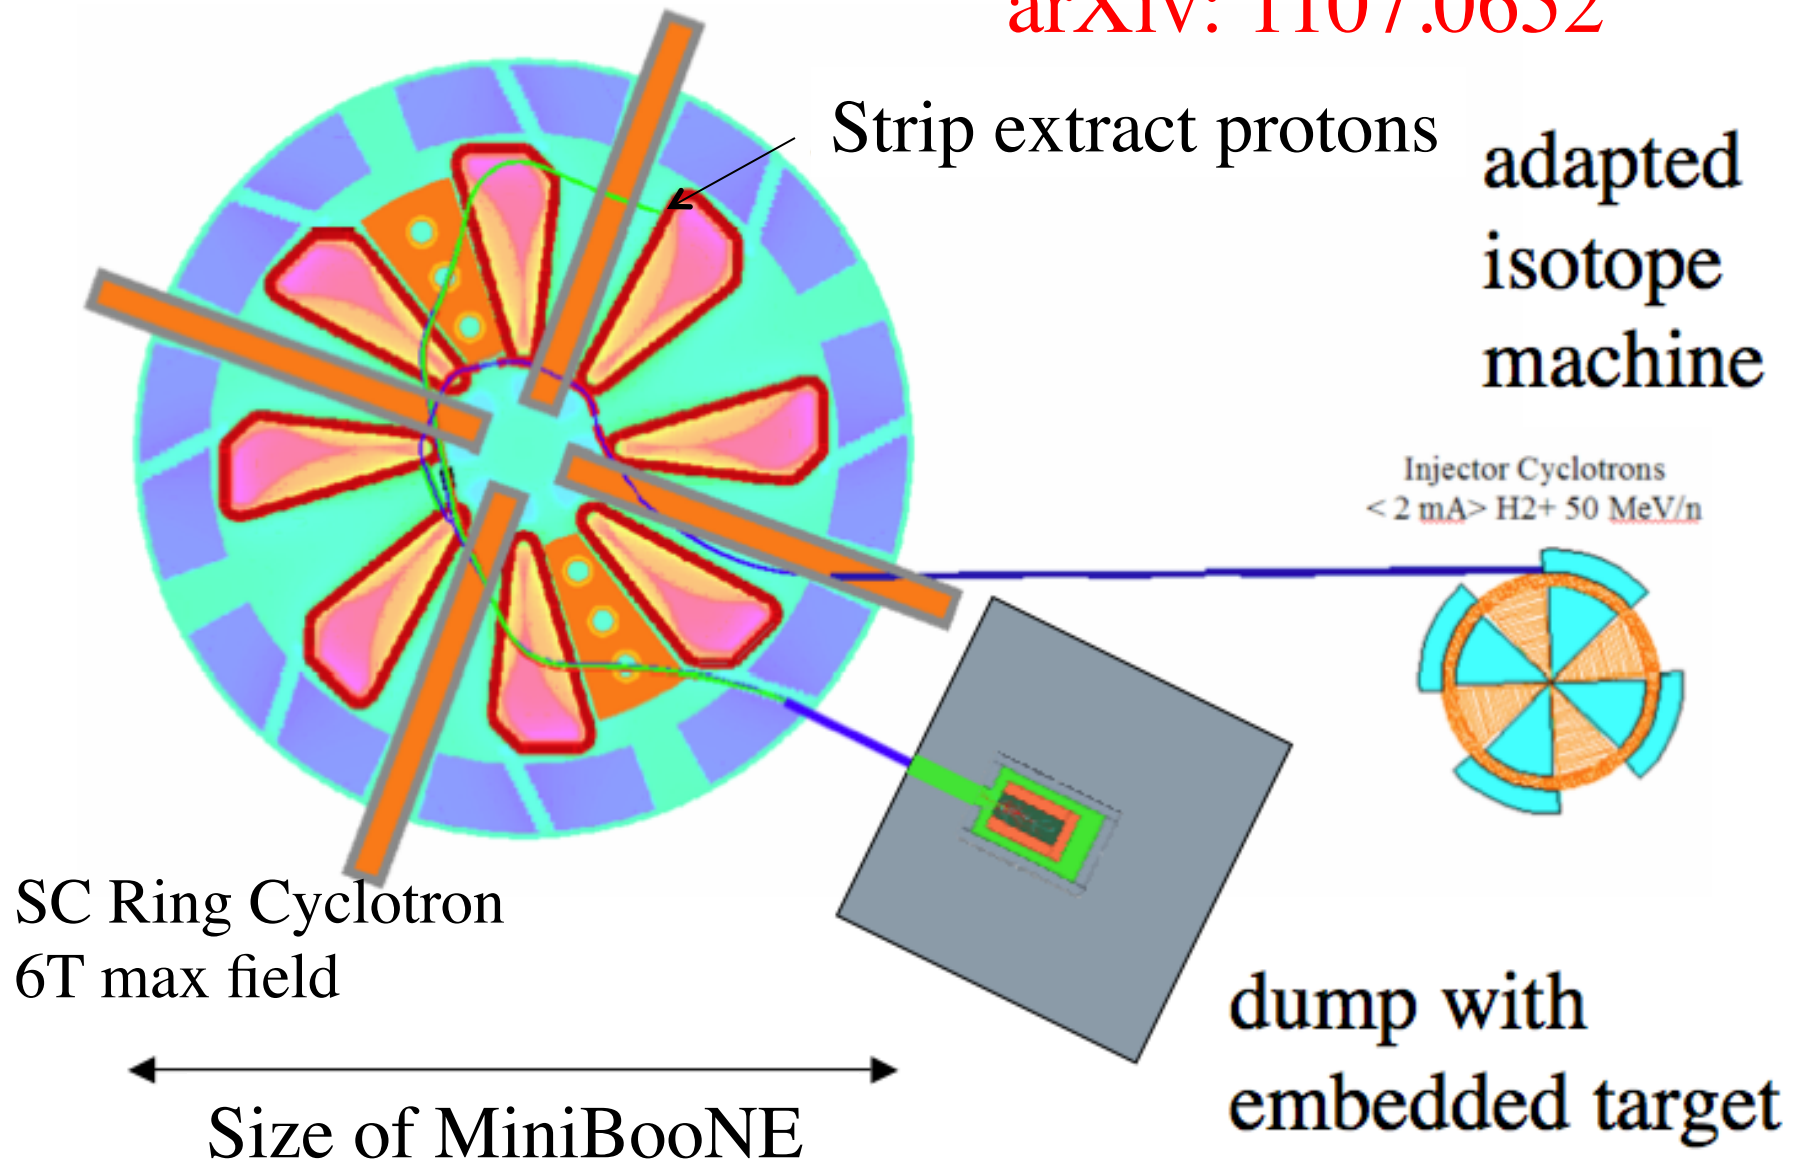 arXiv: 1107.0652
Strip extract protons
adapted
isotope
machine
Injector Cyclotrons
< 2 mA> H2+ 50 MeV/n
SC Ring Cyclotron
6T max field
dump with
embedded target
Size of MiniBooNE